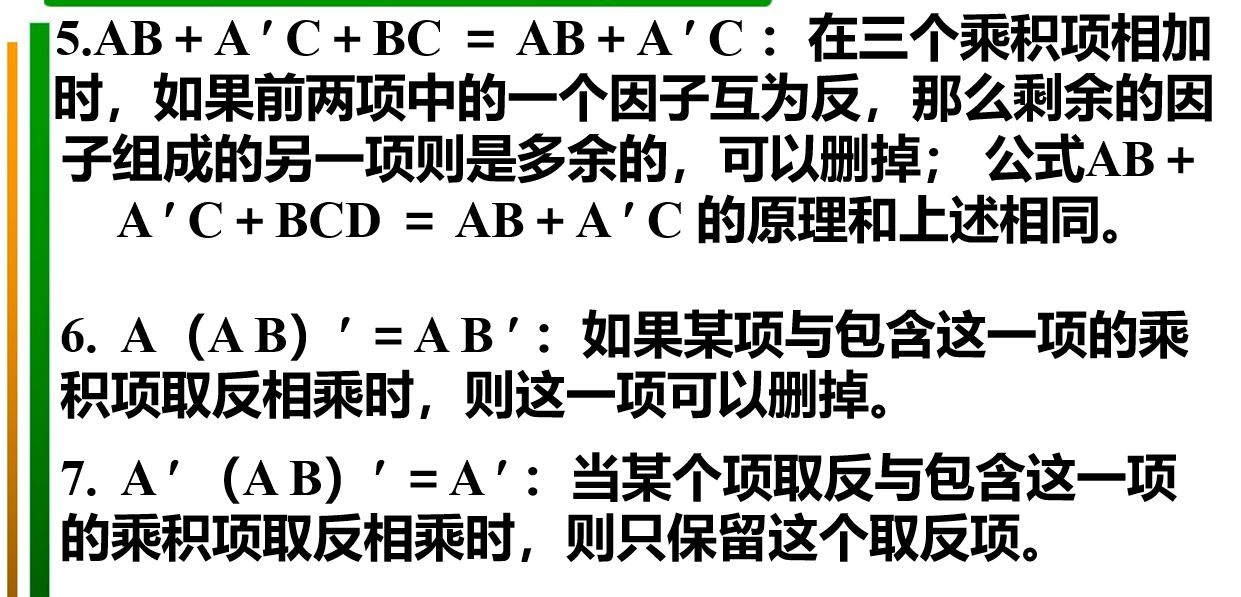 5.AB + A ′ C + BC = AB + A ′ C ：在三个乘积项相加
时，如果前两项中的一个因子互为反，那么剩余的因
子组成的另一项则是多余的，可以删掉； 公式AB +
A ′ C + BCD = AB + A ′ C 的原理和上述相同。
6. A（A B）′ = A B ′：如果某项与包含这一项的乘
积项取反相乘时，则这一项可以删掉。
7. A ′（A B）′ = A ′：当某个项取反与包含这一项
的乘积项取反相乘时，则只保留这个取反项。